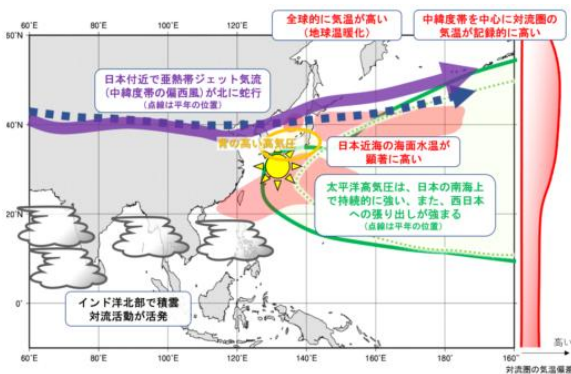 全球的に気温が高い
(地球温暖化)
中緯度帯を中心に対流圏の
気温が記録的に高い
日本付近で亜熱帯ジェット気流
(中緯度帯の偏西風)が北に蛇行
(点線は平年の位置)
背の高い高気圧
日本近海の海面水温が
顕著に高い
太平洋高気圧は、日本の南海上
で持続的に強い、また、西日本
への張り出しが強まる
(点線は平年の位置)
インド洋北部で積雲
対流活動が活発
50°N
40°N
20°N
0°
10°S
60°E
80°E
100°E
120°E
140°E
160°E
180°
160
高い
対流圏の気温偏差